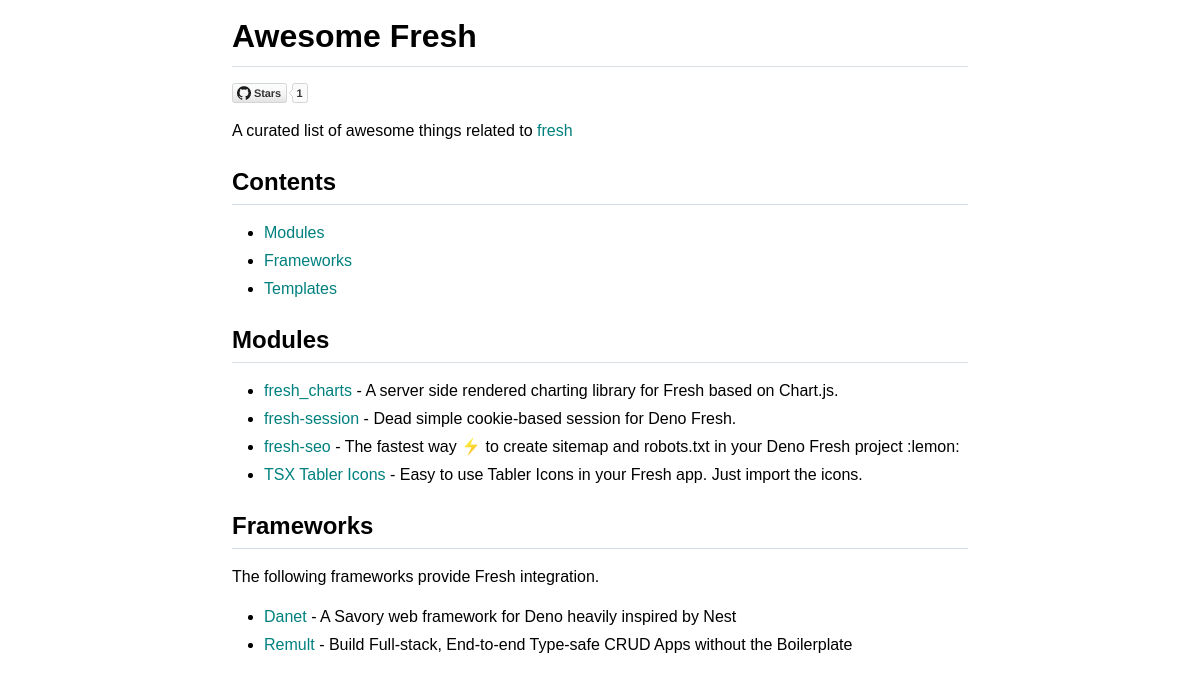 Awesome Fresh
Stars 1
A curated list of awesome things related to fresh
Contents
Modules
Frameworks
Templates
Modules
fresh_charts - A server side rendered charting library for Fresh based on Chart.js.
fresh-session - Dead simple cookie-based session for Deno Fresh.
fresh-seo - The fastest way ⚡ to create sitemap and robots.txt in your Deno Fresh project :lemon:
TSX Tabler Icons - Easy to use Tabler Icons in your Fresh app. Just import the icons.
Frameworks
The following frameworks provide Fresh integration.
Danet - A Savory web framework for Deno heavily inspired by Nest
Remult - Build Full-stack, End-to-end Type-safe CRUD Apps without the Boilerplate